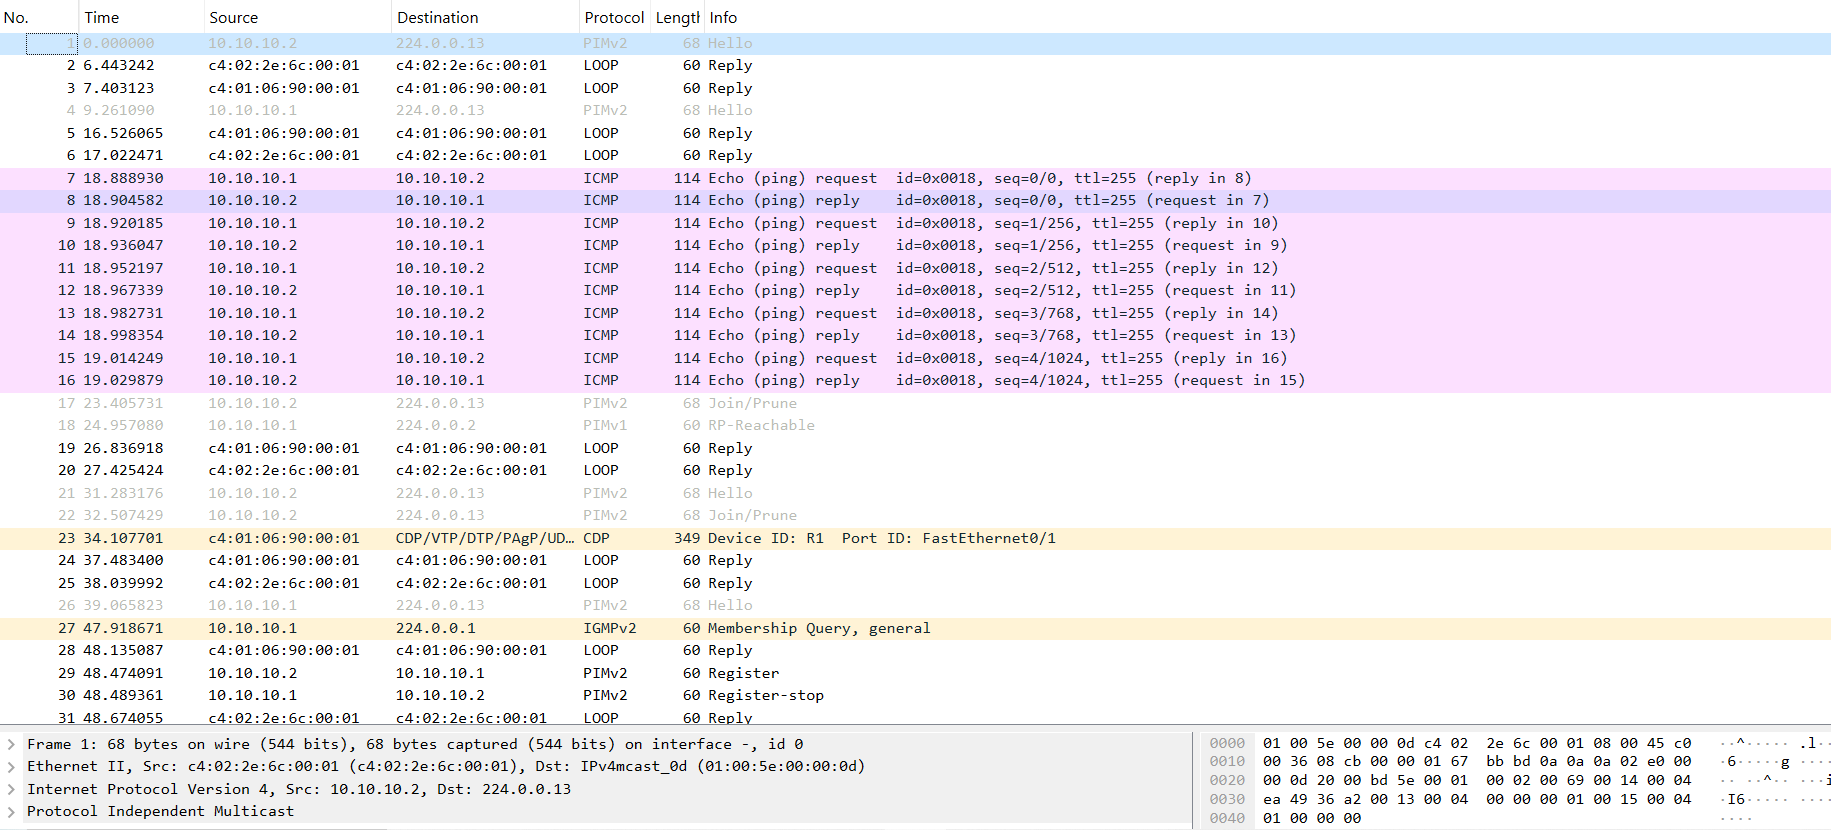 No. Time Source Destination Protocol Length Info
1 0.000000 10.10.10.2 224.0.0.13 PIMv2 68 Hello
2 6.443242 c4:02:2e:6c:00:01 c4:02:2e:6c:00:01 LOOP 60 Reply
3 7.403123 c4:01:06:90:00:01 c4:01:06:90:00:01 LOOP 60 Reply
4 9.261090 10.10.10.1 224.0.0.13 PIMv2 68 Hello
5 16.526065 c4:01:06:90:00:01 c4:01:06:90:00:01 LOOP 60 Reply
6 17.022471 c4:02:2e:6c:00:01 c4:02:2e:6c:00:01 LOOP 60 Reply
7 18.888930 10.10.10.1 10.10.10.2 ICMP 114 Echo (ping) request id=0x0018, seq=0/0, ttl=255 (reply in 8)
8 18.904582 10.10.10.2 10.10.10.1 ICMP 114 Echo (ping) reply id=0x0018, seq=0/0, ttl=255 (request in 7)
9 18.920185 10.10.10.1 10.10.10.2 ICMP 114 Echo (ping) request id=0x0018, seq=1/256, ttl=255 (reply in 10)
10 18.936047 10.10.10.2 10.10.10.1 ICMP 114 Echo (ping) reply id=0x0018, seq=1/256, ttl=255 (request in 9)
11 18.952197 10.10.10.1 10.10.10.2 ICMP 114 Echo (ping) request id=0x0018, seq=2/512, ttl=255 (reply in 12)
12 18.967339 10.10.10.2 10.10.10.1 ICMP 114 Echo (ping) reply id=0x0018, seq=2/512, ttl=255 (request in 11)
13 18.982731 10.10.10.1 10.10.10.2 ICMP 114 Echo (ping) request id=0x0018, seq=3/768, ttl=255 (reply in 14)
14 18.998354 10.10.10.2 10.10.10.1 ICMP 114 Echo (ping) reply id=0x0018, seq=3/768, ttl=255 (request in 13)
15 19.014249 10.10.10.1 10.10.10.2 ICMP 114 Echo (ping) request id=0x0018, seq=4/1024, ttl=255 (reply in 16)
16 19.029879 10.10.10.2 10.10.10.1 ICMP 114 Echo (ping) reply id=0x0018, seq=4/1024, ttl=255 (request in 15)
17 23.405731 10.10.10.2 224.0.0.13 PIMv2 68 Join/Prune
18 24.957080 10.10.10.1 224.0.0.2 PIMv1 60 RP-Reachable
19 26.836918 c4:01:06:90:00:01 c4:01:06:90:00:01 LOOP 60 Reply
20 27.425424 c4:02:2e:6c:00:01 c4:02:2e:6c:00:01 LOOP 60 Reply
21 31.283176 10.10.10.2 224.0.0.13 PIMv2 68 Hello
22 32.507429 10.10.10.2 224.0.0.13 PIMv2 68 Join/Prune
23 34.107701 c4:01:06:90:00:01 CDP/VTP/DTP/PAgP/UD… CDP 349 Device ID: R1 Port ID: FastEthernet0/1
24 37.483400 c4:01:06:90:00:01 c4:01:06:90:00:01 LOOP 60 Reply
25 38.039992 c4:02:2e:6c:00:01 c4:02:2e:6c:00:01 LOOP 60 Reply
26 39.065823 10.10.10.1 224.0.0.13 PIMv2 68 Hello
27 47.918671 10.10.10.1 224.0.0.1 IGMPv2 60 Membership Query, general
28 48.135087 c4:01:06:90:00:01 c4:01:06:90:00:01 LOOP 60 Reply
29 48.474091 10.10.10.2 10.10.10.1 PIMv2 60 Register
30 48.489361 10.10.10.1 10.10.10.2 PIMv2 60 Register-stop
31 48.674055 c4:02:2e:6c:00:01 c4:02:2e:6c:00:01 LOOP 60 Reply
Frame 1: 68 bytes on wire (544 bits), 68 bytes captured (544 bits) on interface -, id 0
Ethernet II, Src: c4:02:2e:6c:00:01 (c4:02:2e:6c:00:01), Dst: IPv4mcast_0d (01:00:5e:00:00:0d)
Internet Protocol Version 4, Src: 10.10.10.2, Dst: 224.0.0.13
Protocol Independent Multicast
0000 01 00 5e 00 00 0d c4 02 2e 6c 00 01 08 00 45 c0 ··^····· .l··
0010 00 36 08 cb 00 00 01 67 bb bd 0a 0a 0a 02 e0 00 ·6·····g ····
0020 00 0d 20 00 bd 5e 00 01 00 02 00 69 00 14 00 04 ·· ··^·· ···i
0030 ea 49 36 a2 00 13 00 04 00 00 00 01 00 15 00 04 ·I6····· ····
0040 01 00 00 00 ····